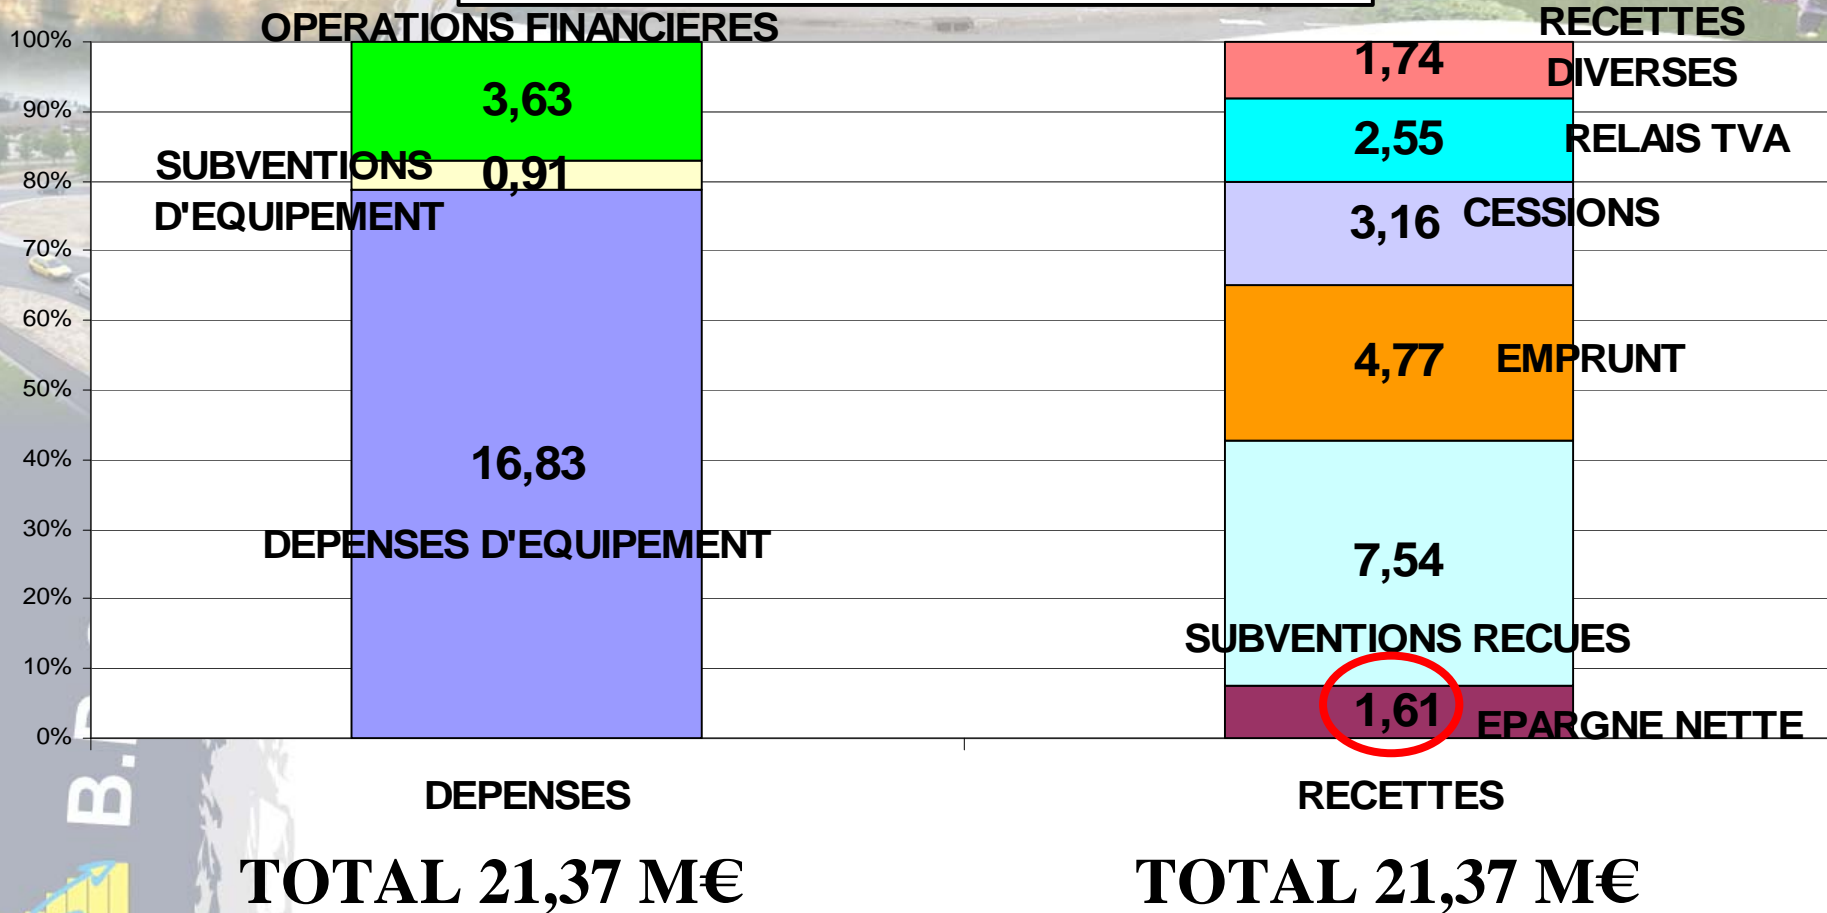 OPERATIONS FINANCIERES
RECETTES
DIVERSES
100%
90%
80%
70%
60%
50%
40%
30%
20%
10%
0%
3,63
SUBVENTIONS
D'EQUIPEMENT
0,91
16,83
DEPENSES D'EQUIPEMENT
1,74
2,55
RELAIS TVA
3,16
CESSIONS
4,77
EMPRUNT
7,54
SUBVENTIONS RECUES
1,61
EPARGNE NETTE
DEPENSES
RECETTES
TOTAL 21,37 M€
TOTAL 21,37 M€